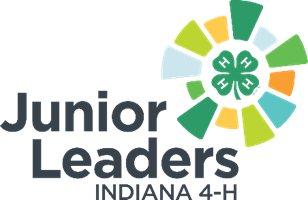 H H
H H
Junior
Leaders
INDIANA 4-H